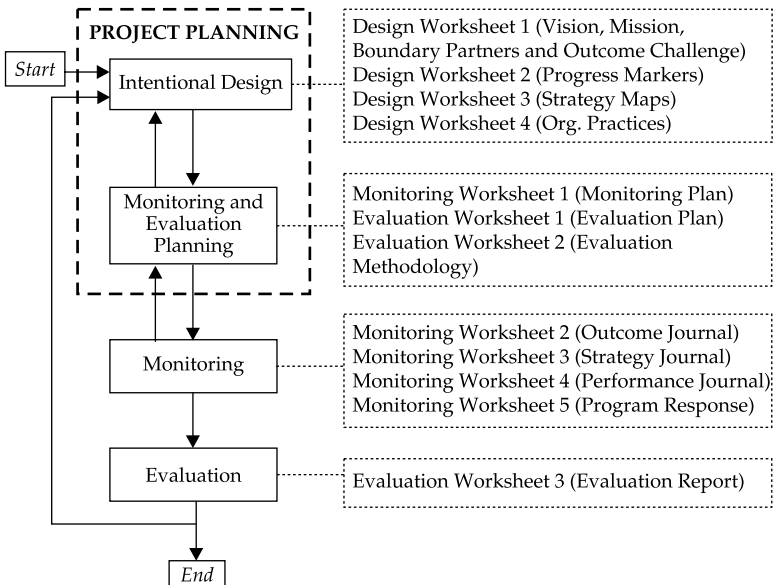 PROJECT PLANNING
Start
Intentional Design
Design Worksheet 1 (Vision, Mission,
Boundary Partners and Outcome Challenge)
Design Worksheet 2 (Progress Markers)
Design Worksheet 3 (Strategy Maps)
Design Worksheet 4 (Org. Practices)
Monitoring and
Evaluation
Planning
Monitoring Worksheet 1 (Monitoring Plan)
Evaluation Worksheet 1 (Evaluation Plan)
Evaluation Worksheet 2 (Evaluation
Methodology)
Monitoring
Monitoring Worksheet 2 (Outcome Journal)
Monitoring Worksheet 3 (Strategy Journal)
Monitoring Worksheet 4 (Performance Journal)
Monitoring Worksheet 5 (Program Response)
Evaluation
Evaluation Worksheet 3 (Evaluation Report)
End